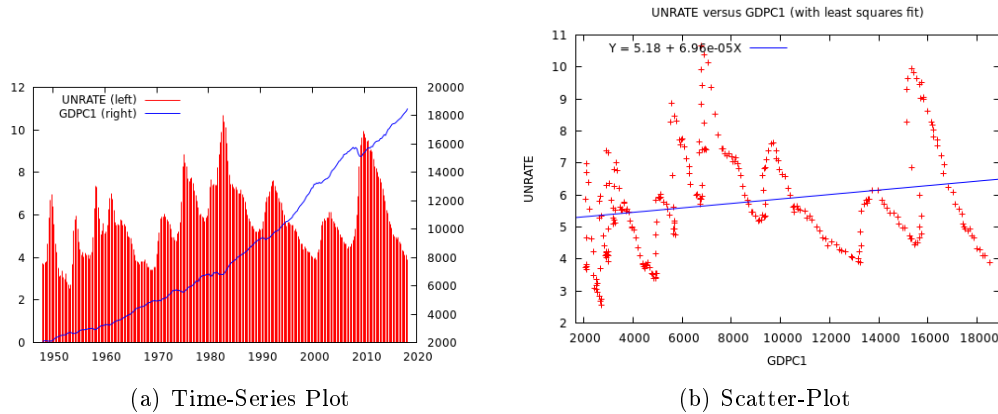 UNRATE (left)
GDPC1 (right)
12
10
8
6
4
2
0
20000
18000
16000
14000
12000
10000
8000
6000
4000
2000
1950 1960 1970 1980 1990 2000 2010 2020
(a) Time-Series Plot
UNRATE versus GDPC1 (with least squares fit)
Y = 5.18 + 6.96e-05X
11
10
9
8
7
6
5
4
3
2
UNRATE
2000 4000 6000 8000 10000 12000 14000 16000 18000
GDPC1
(b) Scatter-Plot